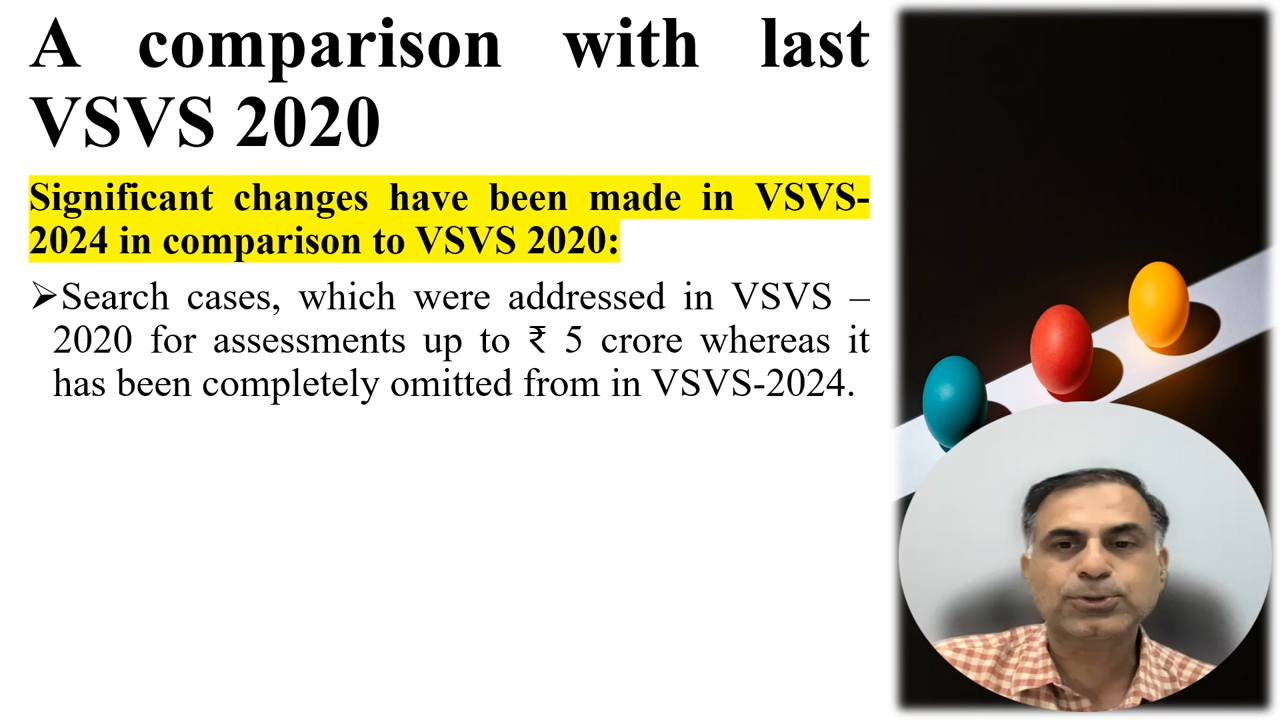 A comparison with last
VSVS 2020
Significant changes have been made in VSVS-
2024 in comparison to VSVS 2020:
➢Search cases, which were addressed in VSVS –
2020 for assessments up to ₹ 5 crore whereas it
has been completely omitted from in VSVS-2024.